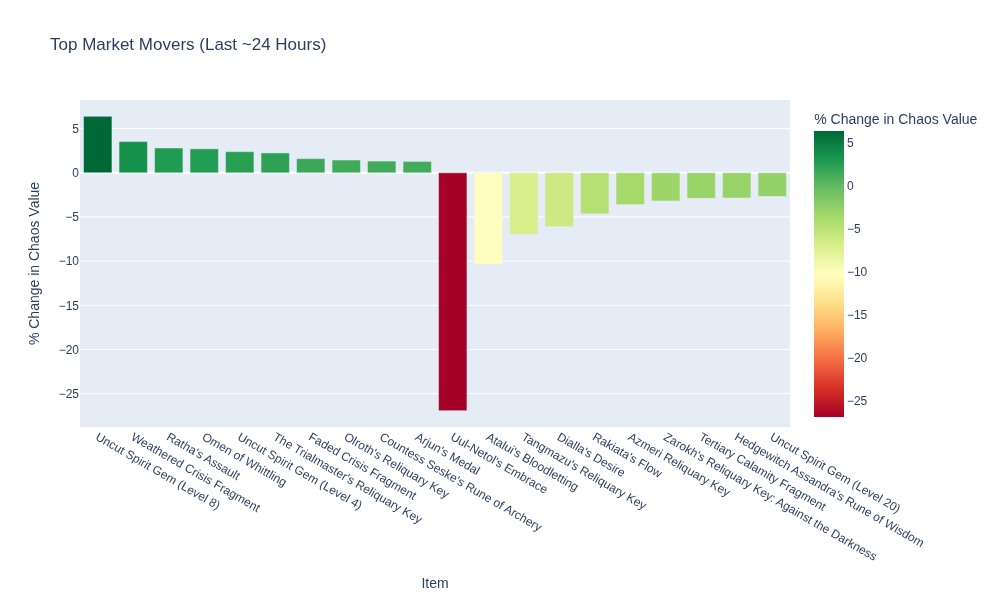 Top Market Movers (Last ~24 Hours)
% Change in Chaos Value
5
0
−5
−10
−15
−20
−25
% Change in Chaos Value
5
0
−5
−10
−15
−20
−25
Uncut Spirit Gem (Level 8)
Weathered Crisis Fragment
Ratha's Assault
Omen of Whittling
Uncut Spirit Gem (Level 4)
The Trialmaster's Reliquary Key
Faded Crisis Fragment
Olroth's Reliquary Key
Countess Seske's Rune of Archery
Arjun's Medal
Uul-Netol's Embrace
Atalui's Bloodletting
Tangmazu's Reliquary Key
Dialla's Desire
Rakiata's Flow
Azmeri Reliquary Key
Zarokh's Reliquary Key: Against the Darkness
Tertiary Calamity Fragment
Hedgewitch Assandra's Rune of Wisdom
Uncut Spirit Gem (Level 20)
Item